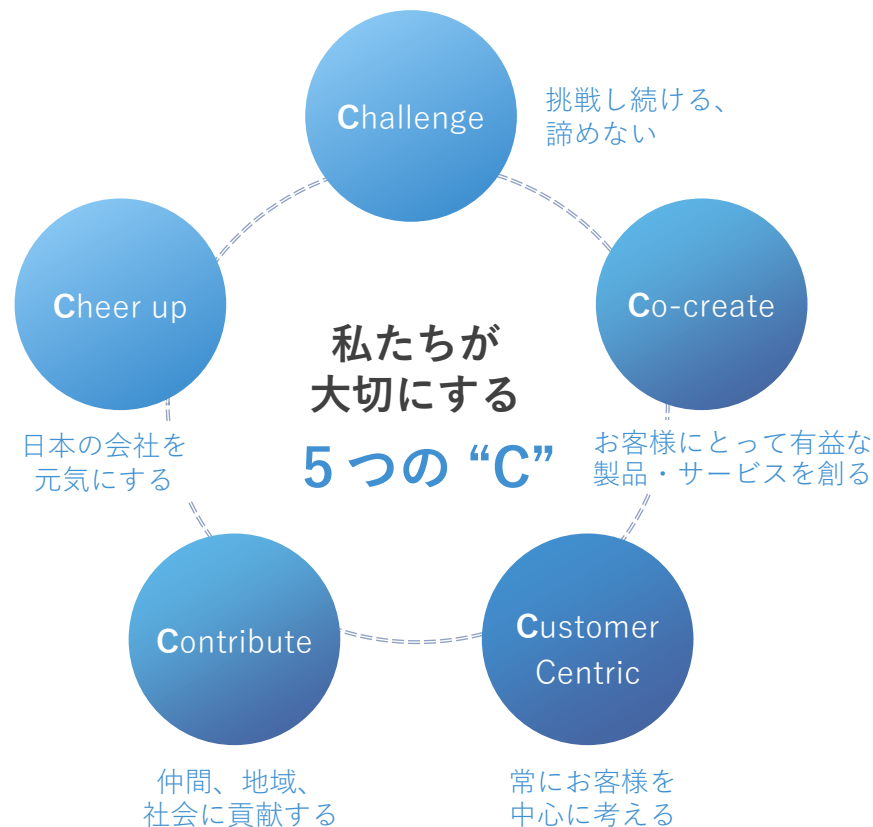 Challenge
挑戦し続ける、
諦めない
Co-create
お客様にとって有益な
製品・サービスを創る
Customer
Centric
常にお客様を
中心に考える
Contribute
仲間、地域、
社会に貢献する
Cheer up
日本の会社を
元気にする
私たちが
大切にする
5つの“C”